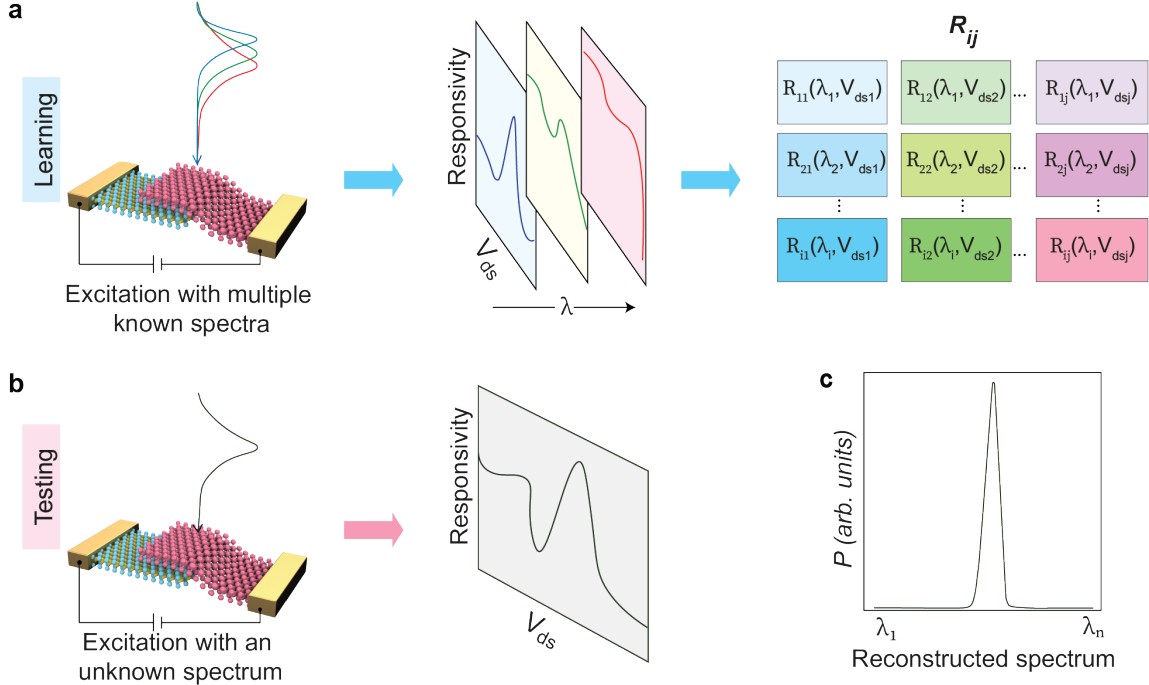 a
Learning
Excitation with multiple
known spectra
Responsivity
V_ds
λ
R_ij
R_11(λ_1,V_ds1)
R_12(λ_1,V_ds2)
...
R_1j(λ_1,V_dsj)
R_21(λ_2,V_ds1)
R_22(λ_2,V_ds2)
...
R_2j(λ_2,V_dsj)
⋮ ⋮ ⋮
R_i1(λ_i,V_ds1)
R_i2(λ_i,V_ds2)
...
R_ij(λ_i,V_dsj)
b
Testing
Excitation with an
unknown spectrum
Responsivity
V_ds
c
P (arb. units)
λ_1
λ_n
Reconstructed spectrum